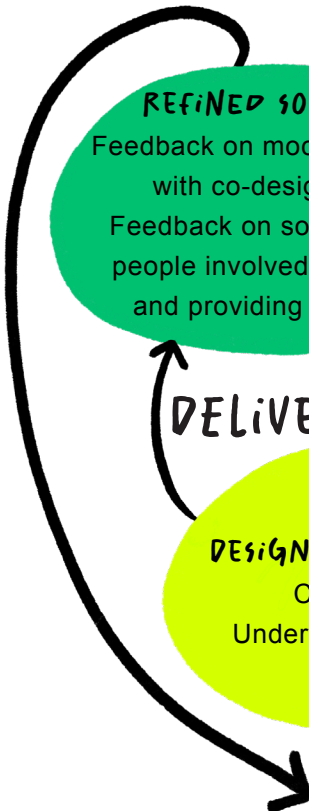 REFiNED SO
Feedback on mod
with co-desig
Feedback on so
people involved
and providing
DELiVE
DESiGN
C
Under